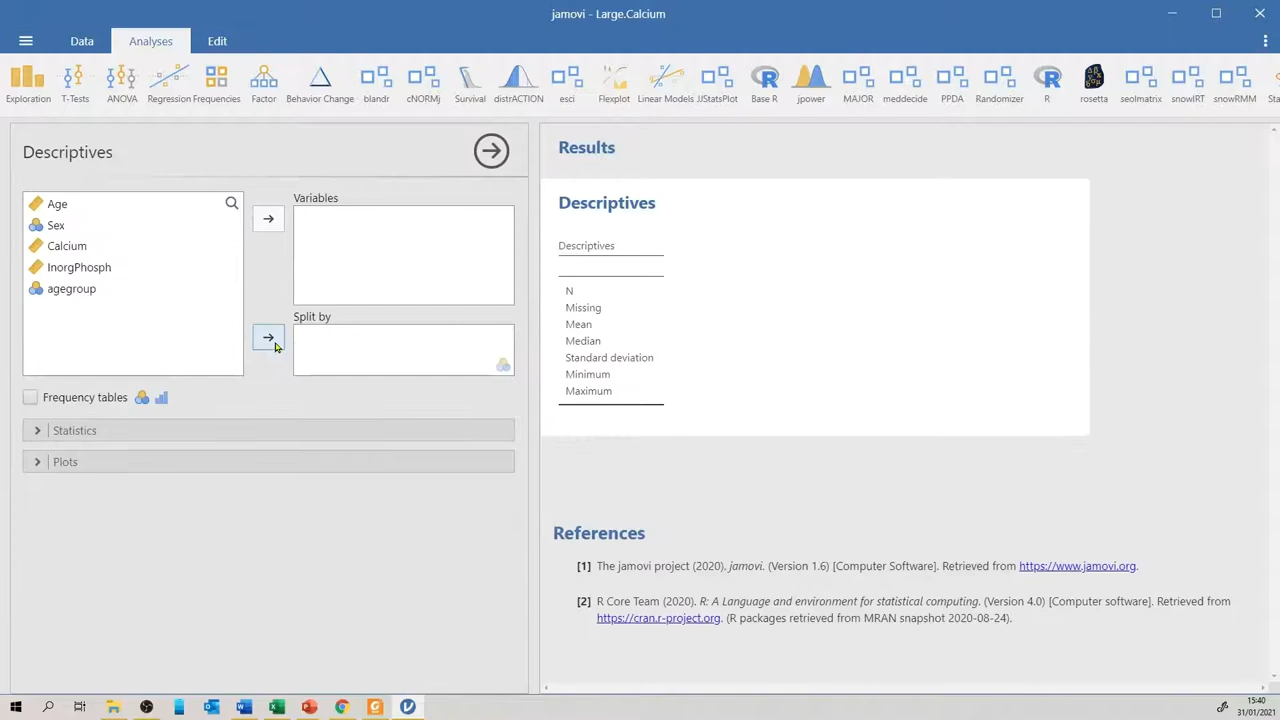 jamovi - Large.Calcium
Data Analyses Edit
Exploration T-Tests ANOVA Regression Frequencies Factor Behavior Change blandr cNORMj Survival distrACTION esci Flexplot Linear Models JJStatsPlot Base R jpower MAJOR meddecide PPDA Randomizer R rosetta seolmatrix snowIRT snowRMM Sta
Descriptives
Age
Sex
Calcium
InorgPhosph
agegroup
Variables
Split by
Frequency tables
Statistics
Plots
Results
Descriptives
Descriptives
N
Missing
Mean
Median
Standard deviation
Minimum
Maximum
References
[1] The jamovi project (2020). jamovi. (Version 1.6) [Computer Software]. Retrieved from https://www.jamovi.org.
[2] R Core Team (2020). R: A Language and environment for statistical computing. (Version 4.0) [Computer software]. Retrieved from
https://cran.r-project.org. (R packages retrieved from MRAN snapshot 2020-08-24).
15:40
31/01/2021